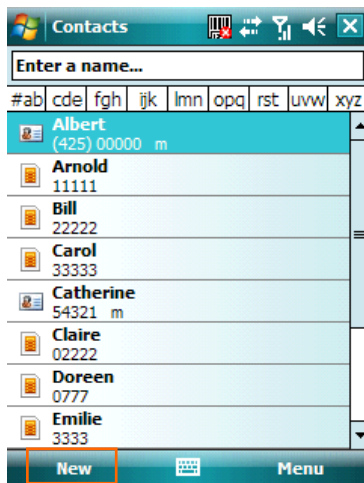 Contacts
Enter a name...
#ab cde fgh ijk lmn opq rst uvw xyz
Albert
(425) 00000 m
Arnold
11111
Bill
22222
Carol
33333
Catherine
54321 m
Claire
02222
Doreen
0777
Emilie
3333
New Menu